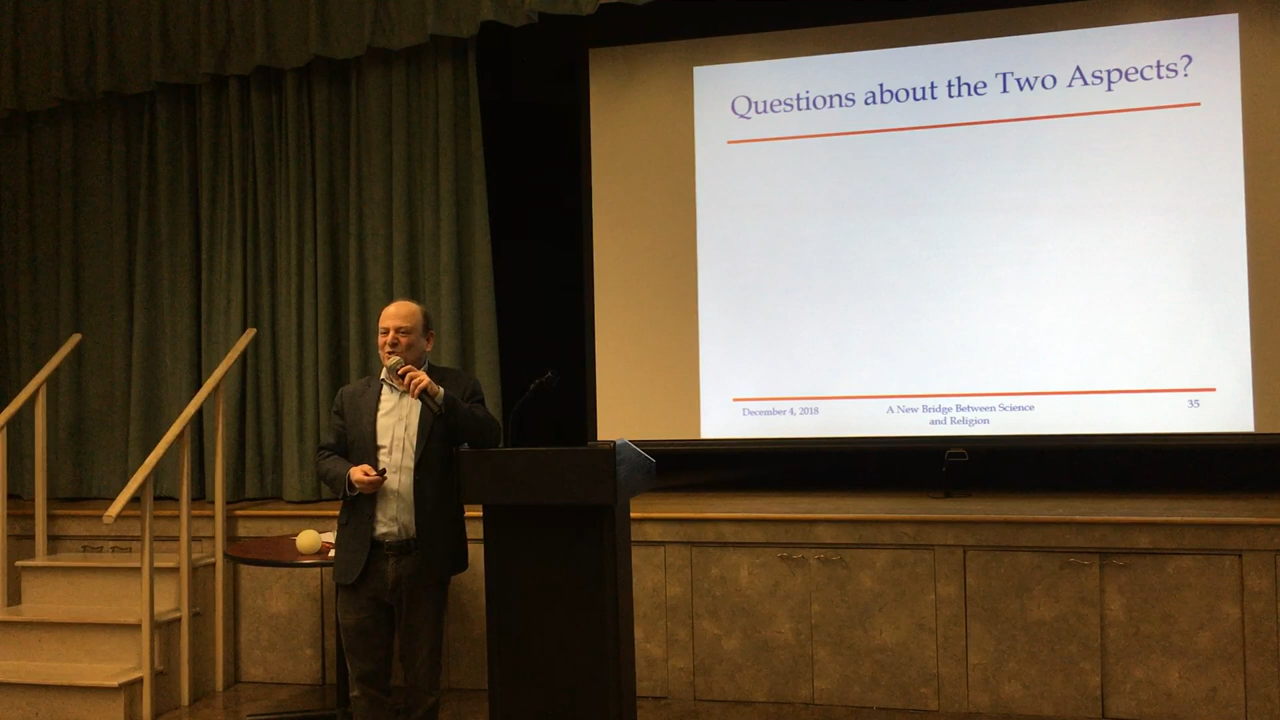 Questions about the Two Aspects?
December 4, 2018
A New Bridge Between Science
and Religion
35